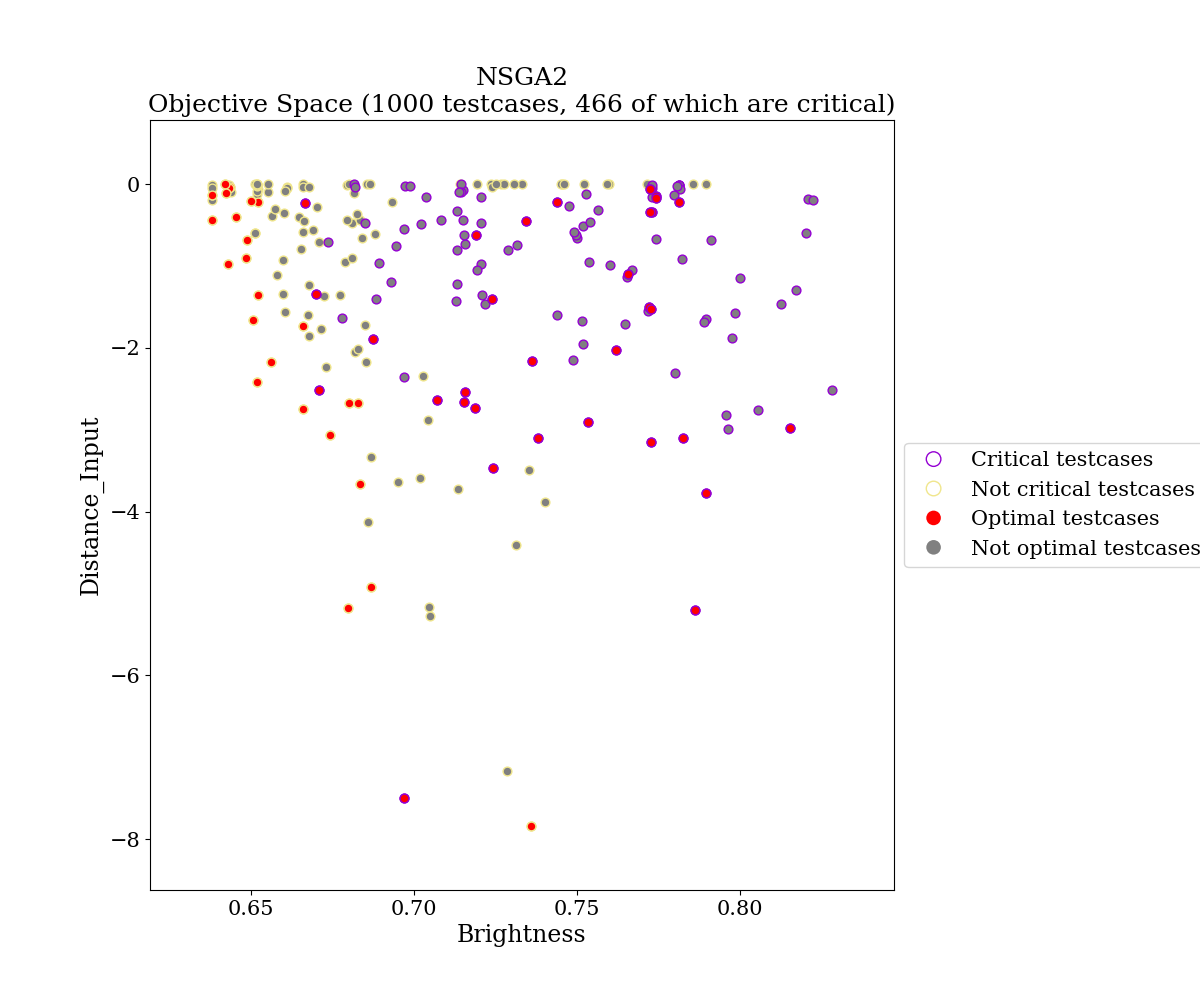 NSGA2
Objective Space (1000 testcases, 466 of which are critical)
0
−2
−4
−6
−8
Distance_Input
0.65
0.70
0.75
0.80
Brightness
Critical testcases
Not critical testcases
Optimal testcases
Not optimal testcases